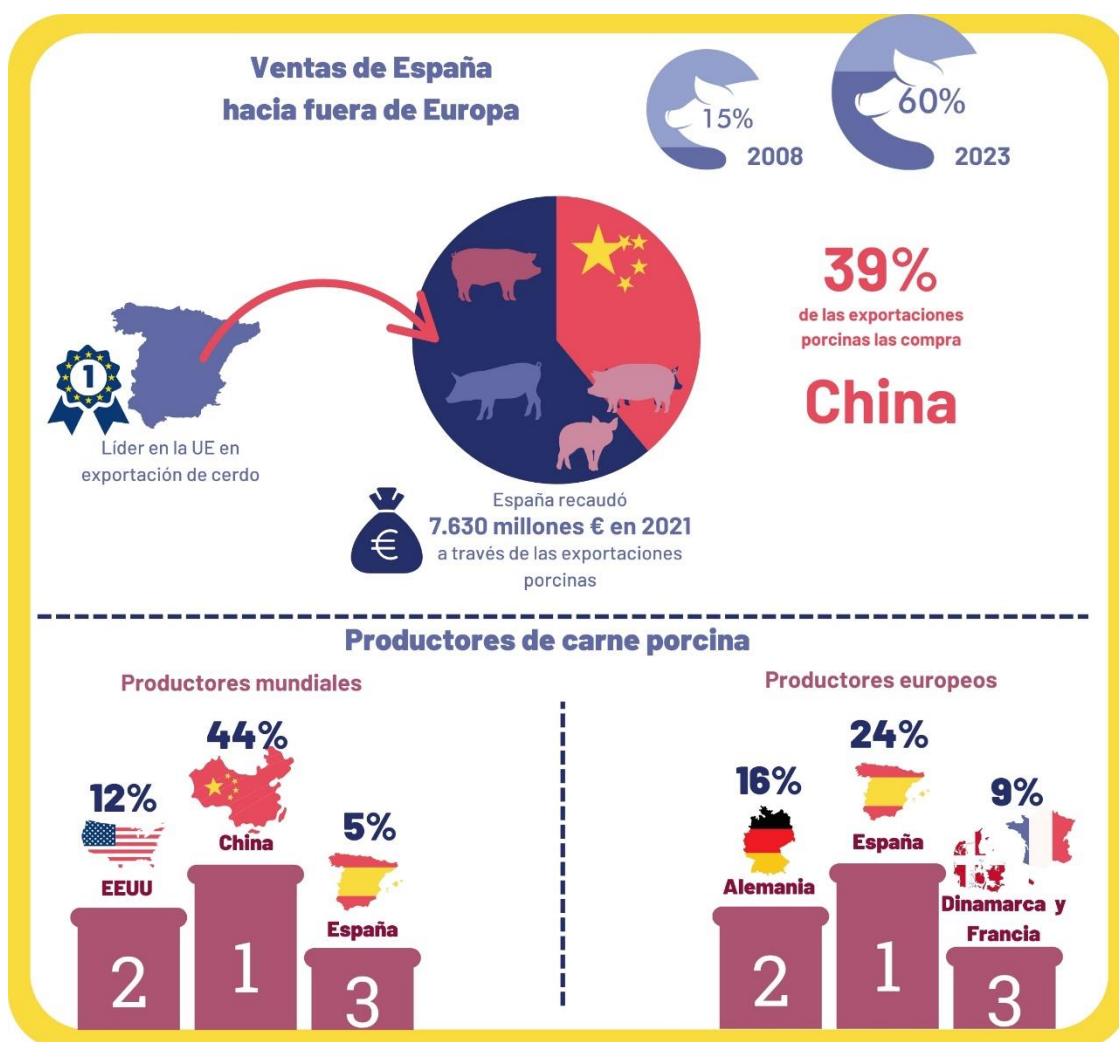 Ventas de España
hacia fuera de Europa
15%
2008
60%
2023
39%
de las exportaciones
porcinas las compra
China
1
Líder en la UE en
exportación de cerdo
€
España recaudó
7.630 millones € en 2021
a través de las exportaciones
porcinas
Productores de carne porcina
Productores mundiales
12%
EEUU
2
44%
China
1
5%
España
3
Productores europeos
16%
Alemania
2
24%
España
1
9%
Dinamarca y
Francia
3